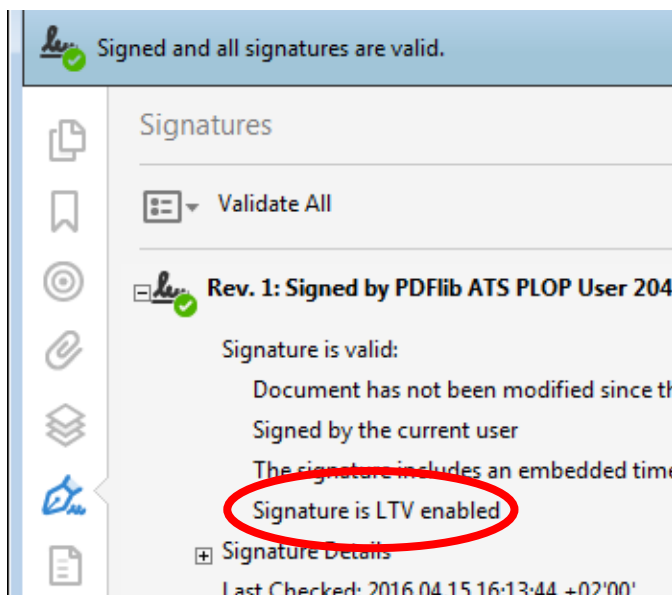 Signed and all signatures are valid.
Signatures
Validate All
Rev. 1: Signed by PDFlib ATS PLOP User 204
Signature is valid:
Document has not been modified since th
Signed by the current user
The signature includes an embedded time
Signature is LTV enabled
Signature Details
Last Checked: 2016.04.15 16:13:44 +02'00'